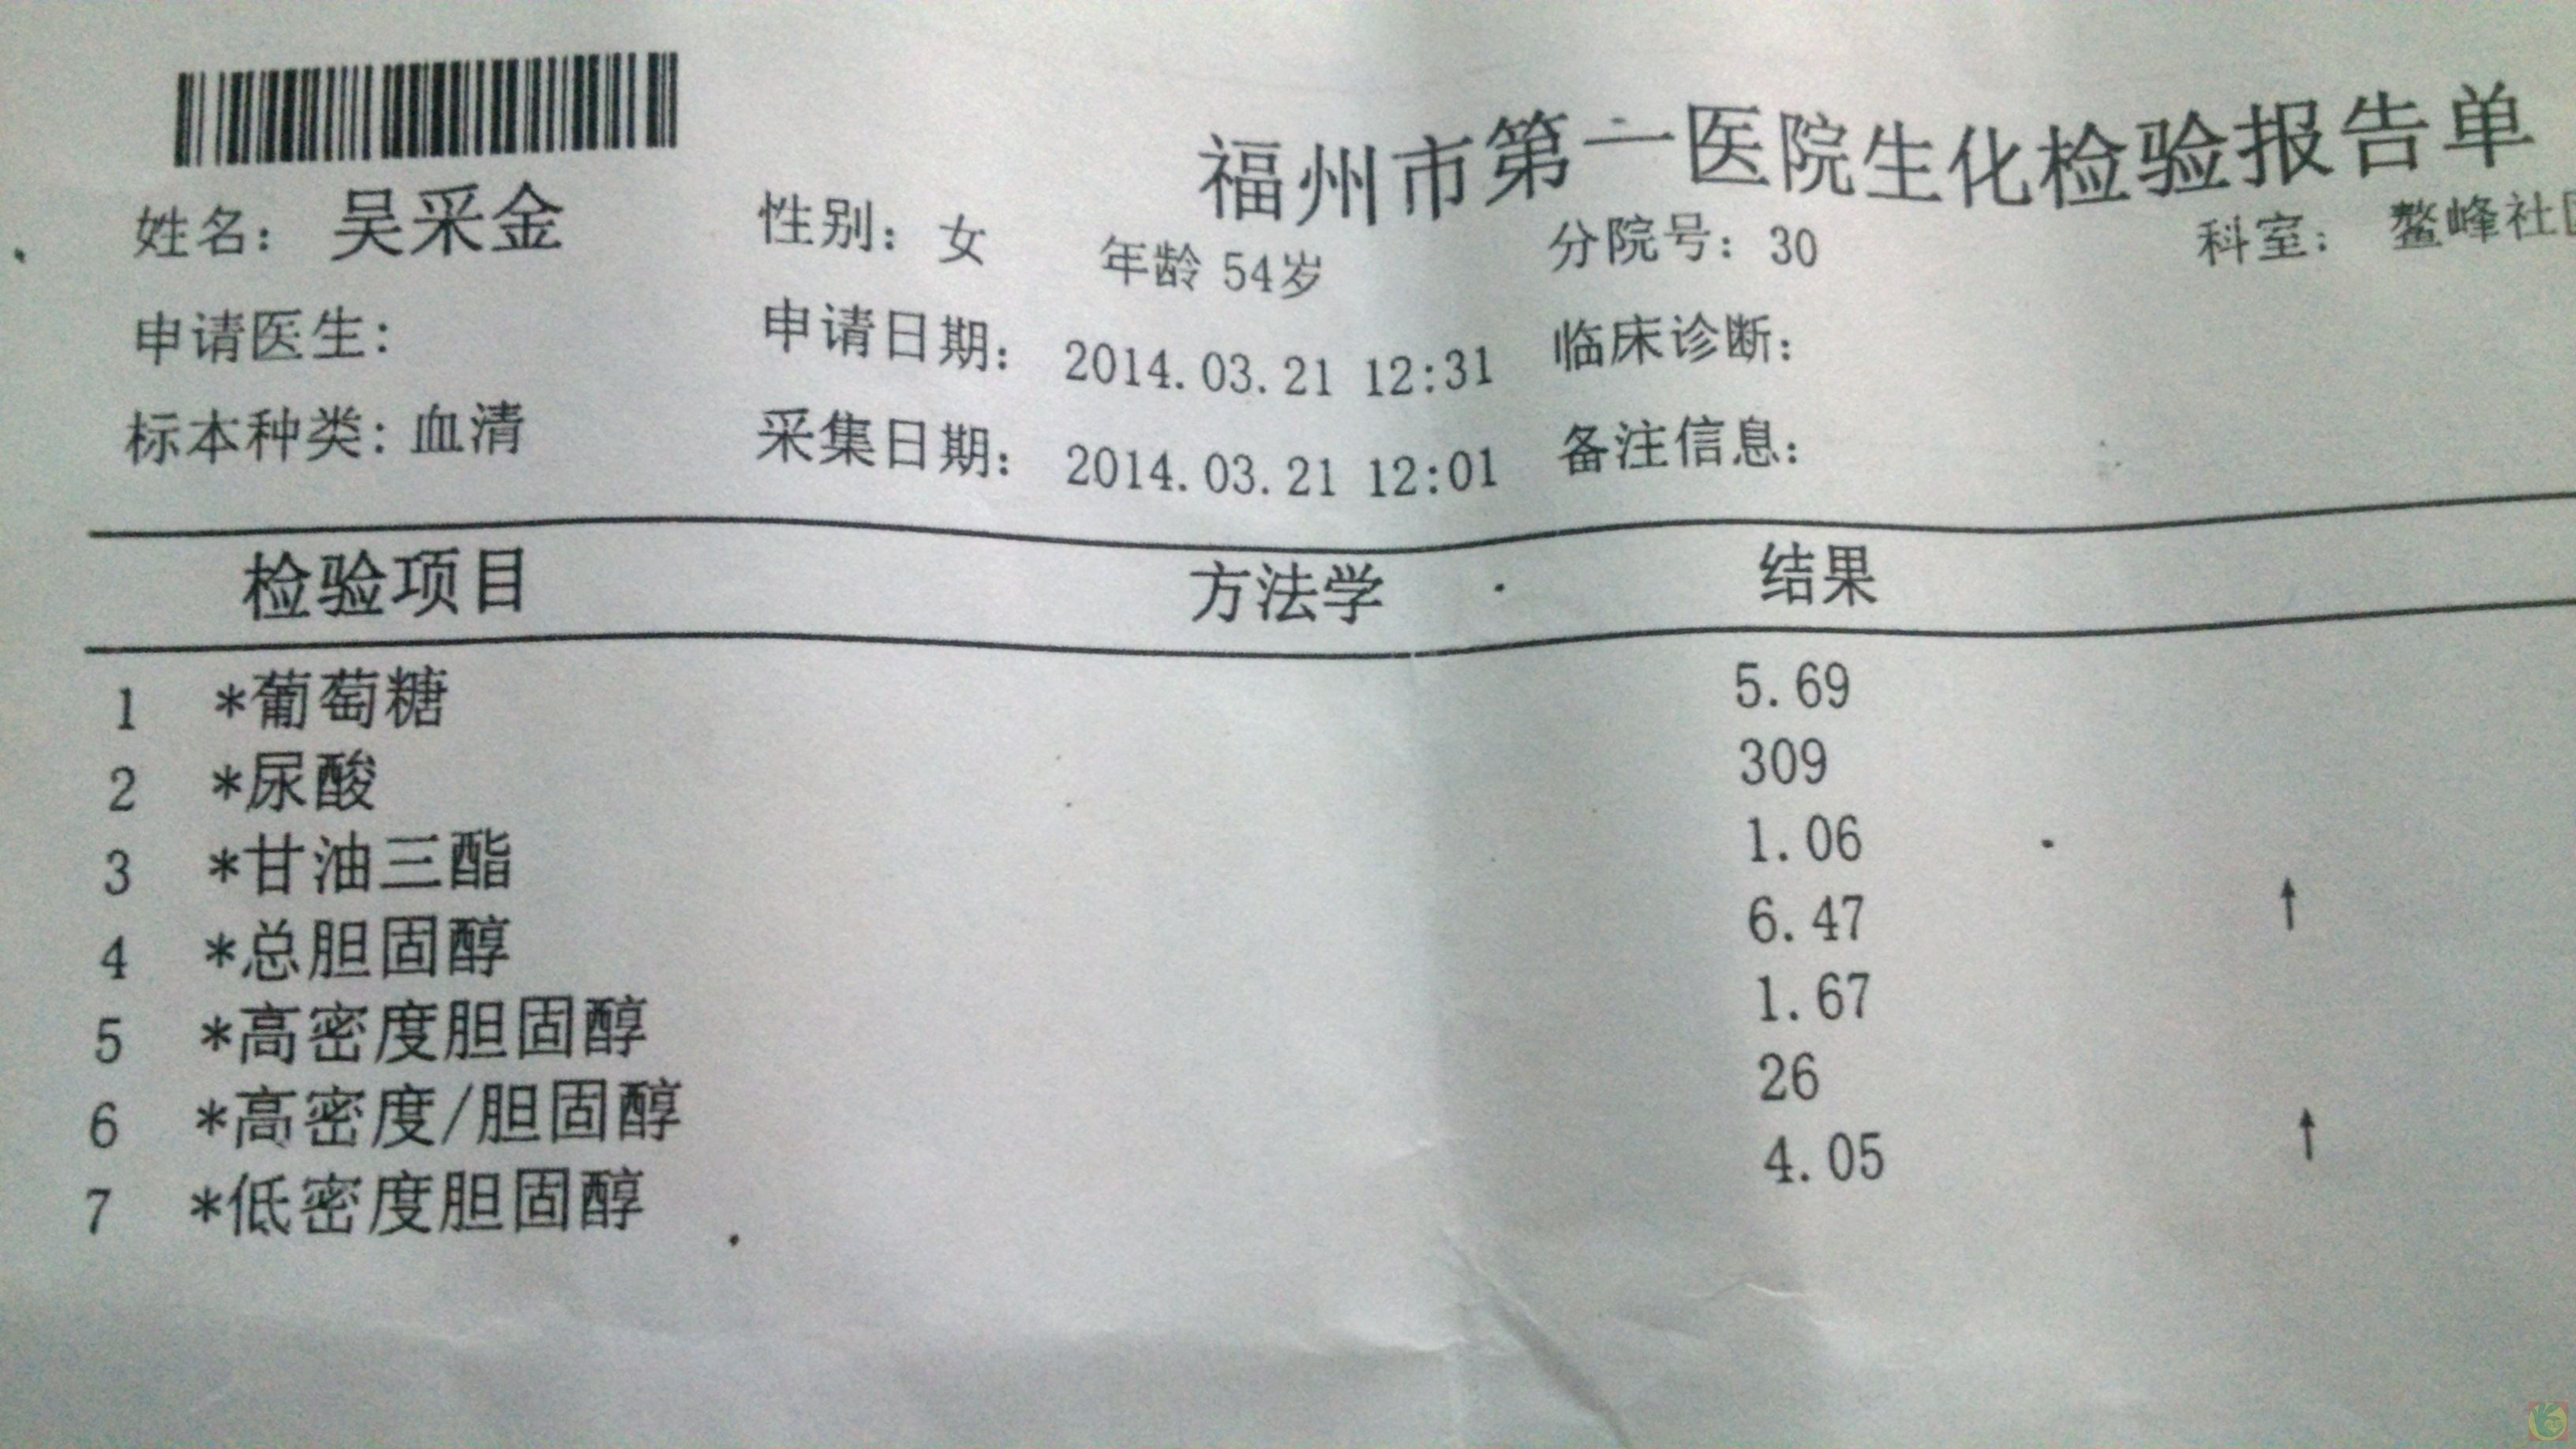 福州市第一医院生化检验报告单
姓名： 吴采金 性别： 女 年龄 54岁 分院号： 30 科室： 鳌峰社
申请医生： 申请日期： 2014.03.21 12:31 临床诊断：
标本种类：血清 采集日期： 2014.03.21 12:01 备注信息：
检验项目 方法学 结果
1 *葡萄糖 5.69
2 *尿酸 309
3 *甘油三酯 1.06
4 *总胆固醇 6.47 ↑
5 *高密度胆固醇 1.67
6 *高密度/胆固醇 26
7 *低密度胆固醇 4.05 ↑